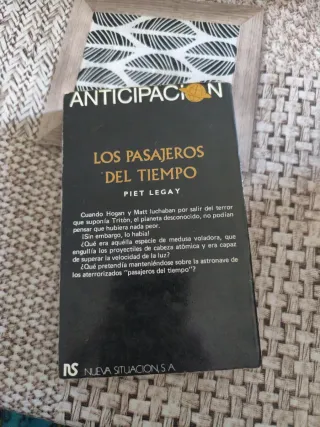 ANTICIPACION
LOS PASAJEROS
DEL TIEMPO
PIET LEGAY
Cuando Hogan y Matt luchaban por salir del terror
que suponía Tritón, el planeta desconocido, no podían
pensar que hubiera nada peor.
¡Sin embargo, lo había!
¿Qué era aquélla especie de medusa voladora, que
engullía los proyectiles de cabeza atómica y era capaz
de superar la velocidad de la luz?
¿Qué pretendía manteniéndose sobre la astronave de
los aterrorizados "pasajeros del tiempo"?
NS NUEVA SITUACION, S.A.